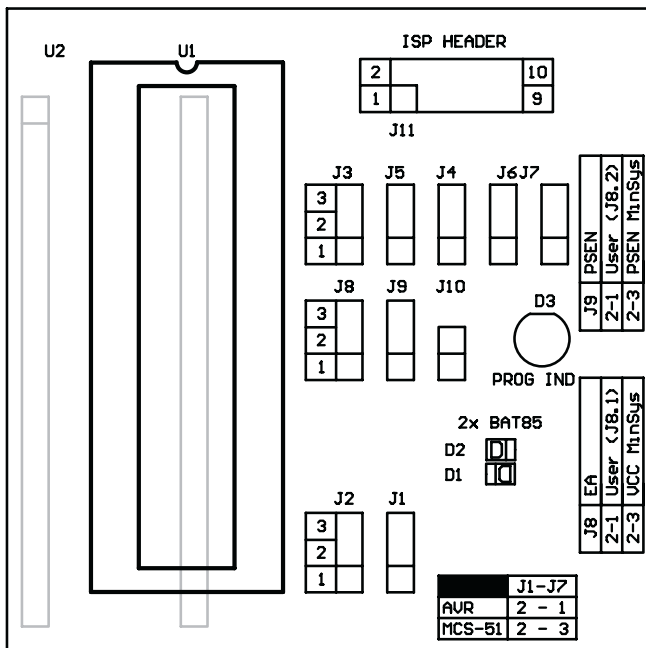 U2 U1 ISP HEADER
2 10
1 9
J11
J3 J5 J4 J6 J7
3
2
1
J8 J9 J10
3
2
1
D3
PROG IND
2x BAT85
D2
D1
J2 J1
3
2
1
J9 PSEN
2-1 User (J8.2)
2-3 PSEN MinSys
J8 EA
2-1 User (J8.1)
2-3 VCC MinSys
J1-J7
AVR 2 - 1
MCS-51 2 - 3